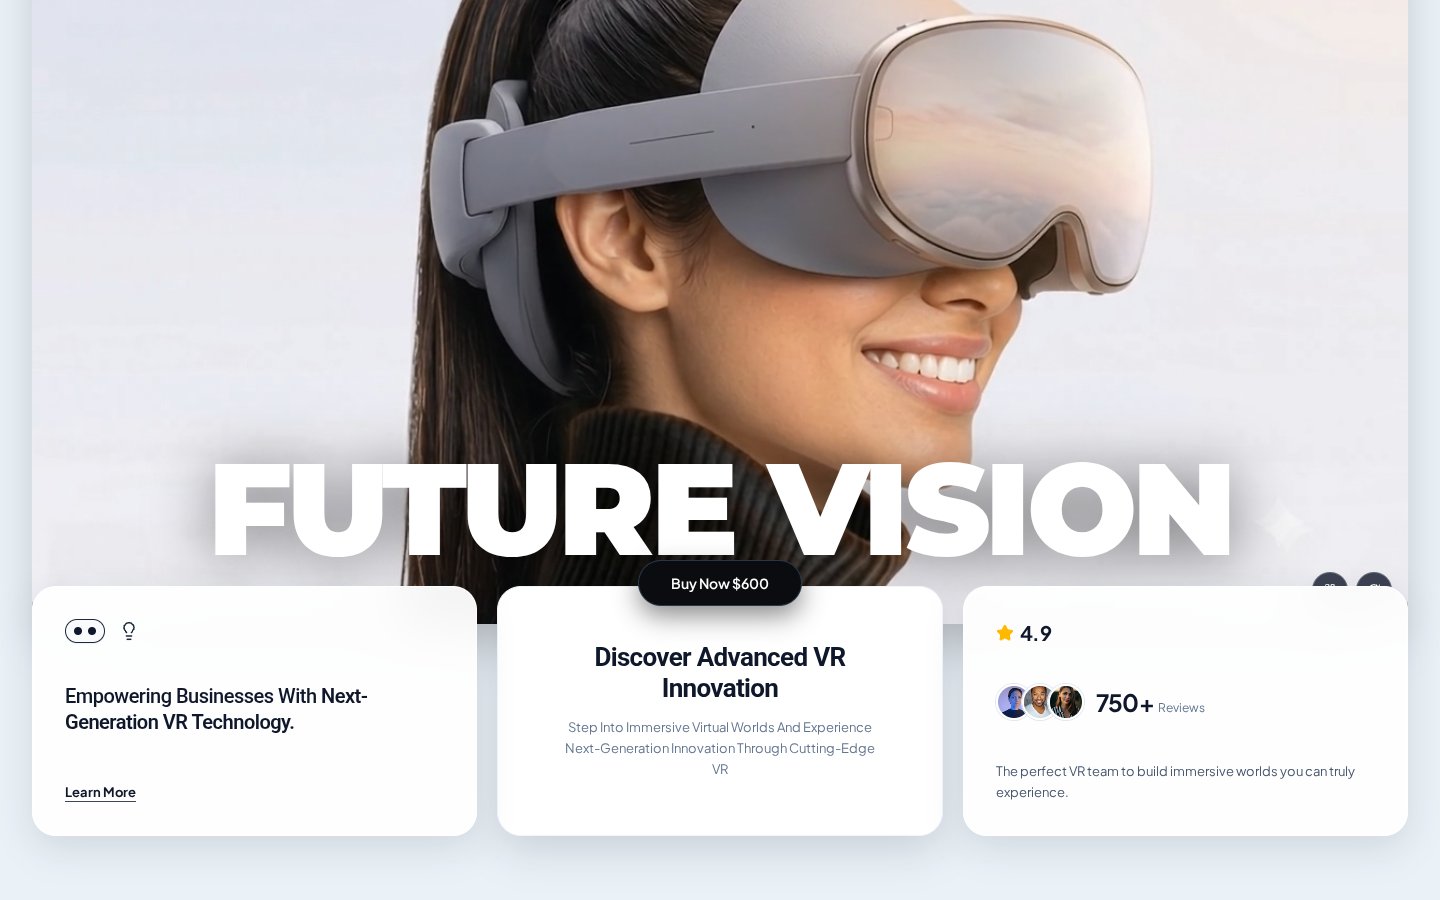 FUTURE VISION
Buy Now $600
Empowering Businesses With Next-
Generation VR Technology.
Learn More
Discover Advanced VR
Innovation
Step Into Immersive Virtual Worlds And Experience
Next-Generation Innovation Through Cutting-Edge
VR
4.9
750+ Reviews
The perfect VR team to build immersive worlds you can truly
experience.